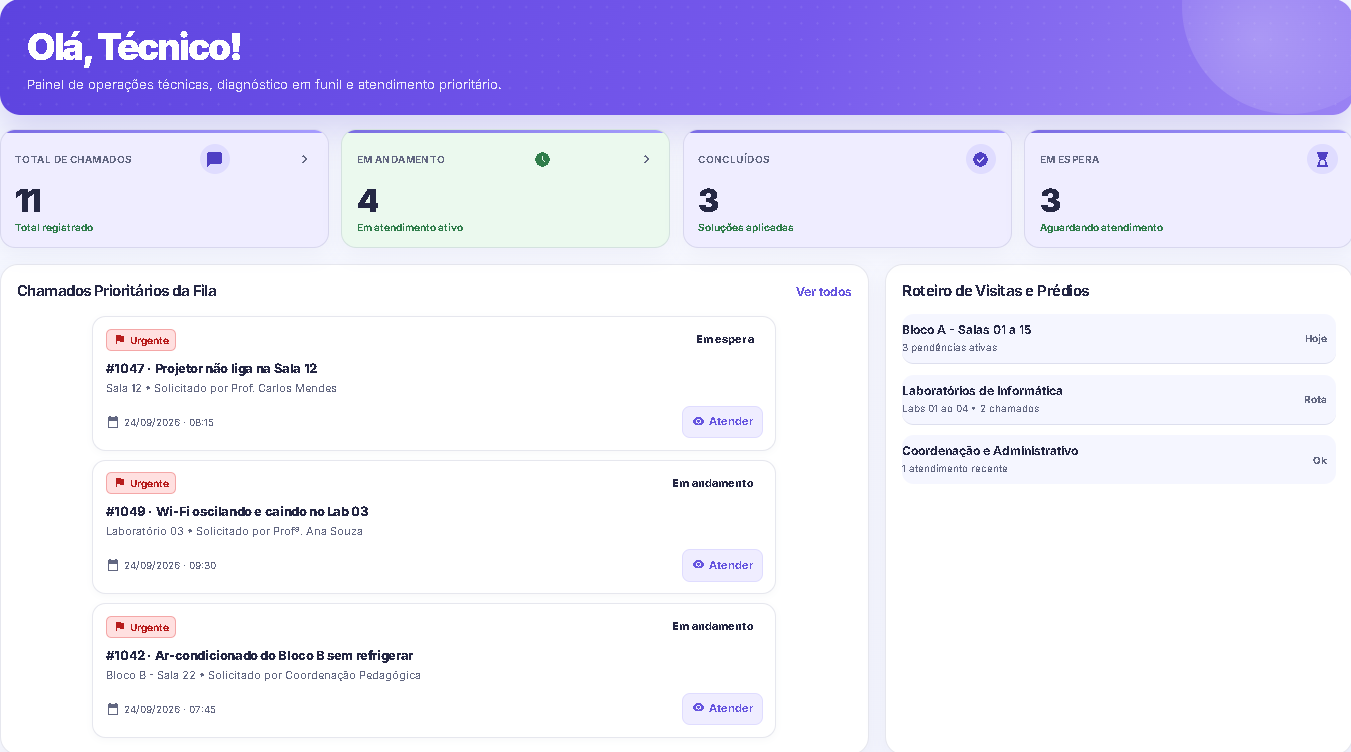 Olá, Técnico!
Painel de operações técnicas, diagnóstico em funil e atendimento prioritário.
TOTAL DE CHAMADOS
11
Total registrado
EM ANDAMENTO
4
Em atendimento ativo
CONCLUÍDOS
3
Soluções aplicadas
EM ESPERA
3
Aguardando atendimento
Chamados Prioritários da Fila
Ver todos
Urgente
Em espera
#1047 · Projetor não liga na Sala 12
Sala 12 • Solicitado por Prof. Carlos Mendes
24/09/2026 · 08:15
Atender
Urgente
Em andamento
#1049 · Wi-Fi oscilando e caindo no Lab 03
Laboratório 03 • Solicitado por Profª. Ana Souza
24/09/2026 · 09:30
Atender
Urgente
Em andamento
#1042 · Ar-condicionado do Bloco B sem refrigerar
Bloco B - Sala 22 • Solicitado por Coordenação Pedagógica
24/09/2026 · 07:45
Atender
Roteiro de Visitas e Prédios
Bloco A - Salas 01 a 15
3 pendências ativas
Hoje
Laboratórios de Informática
Labs 01 ao 04 • 2 chamados
Rota
Coordenação e Administrativo
1 atendimento recente
Ok